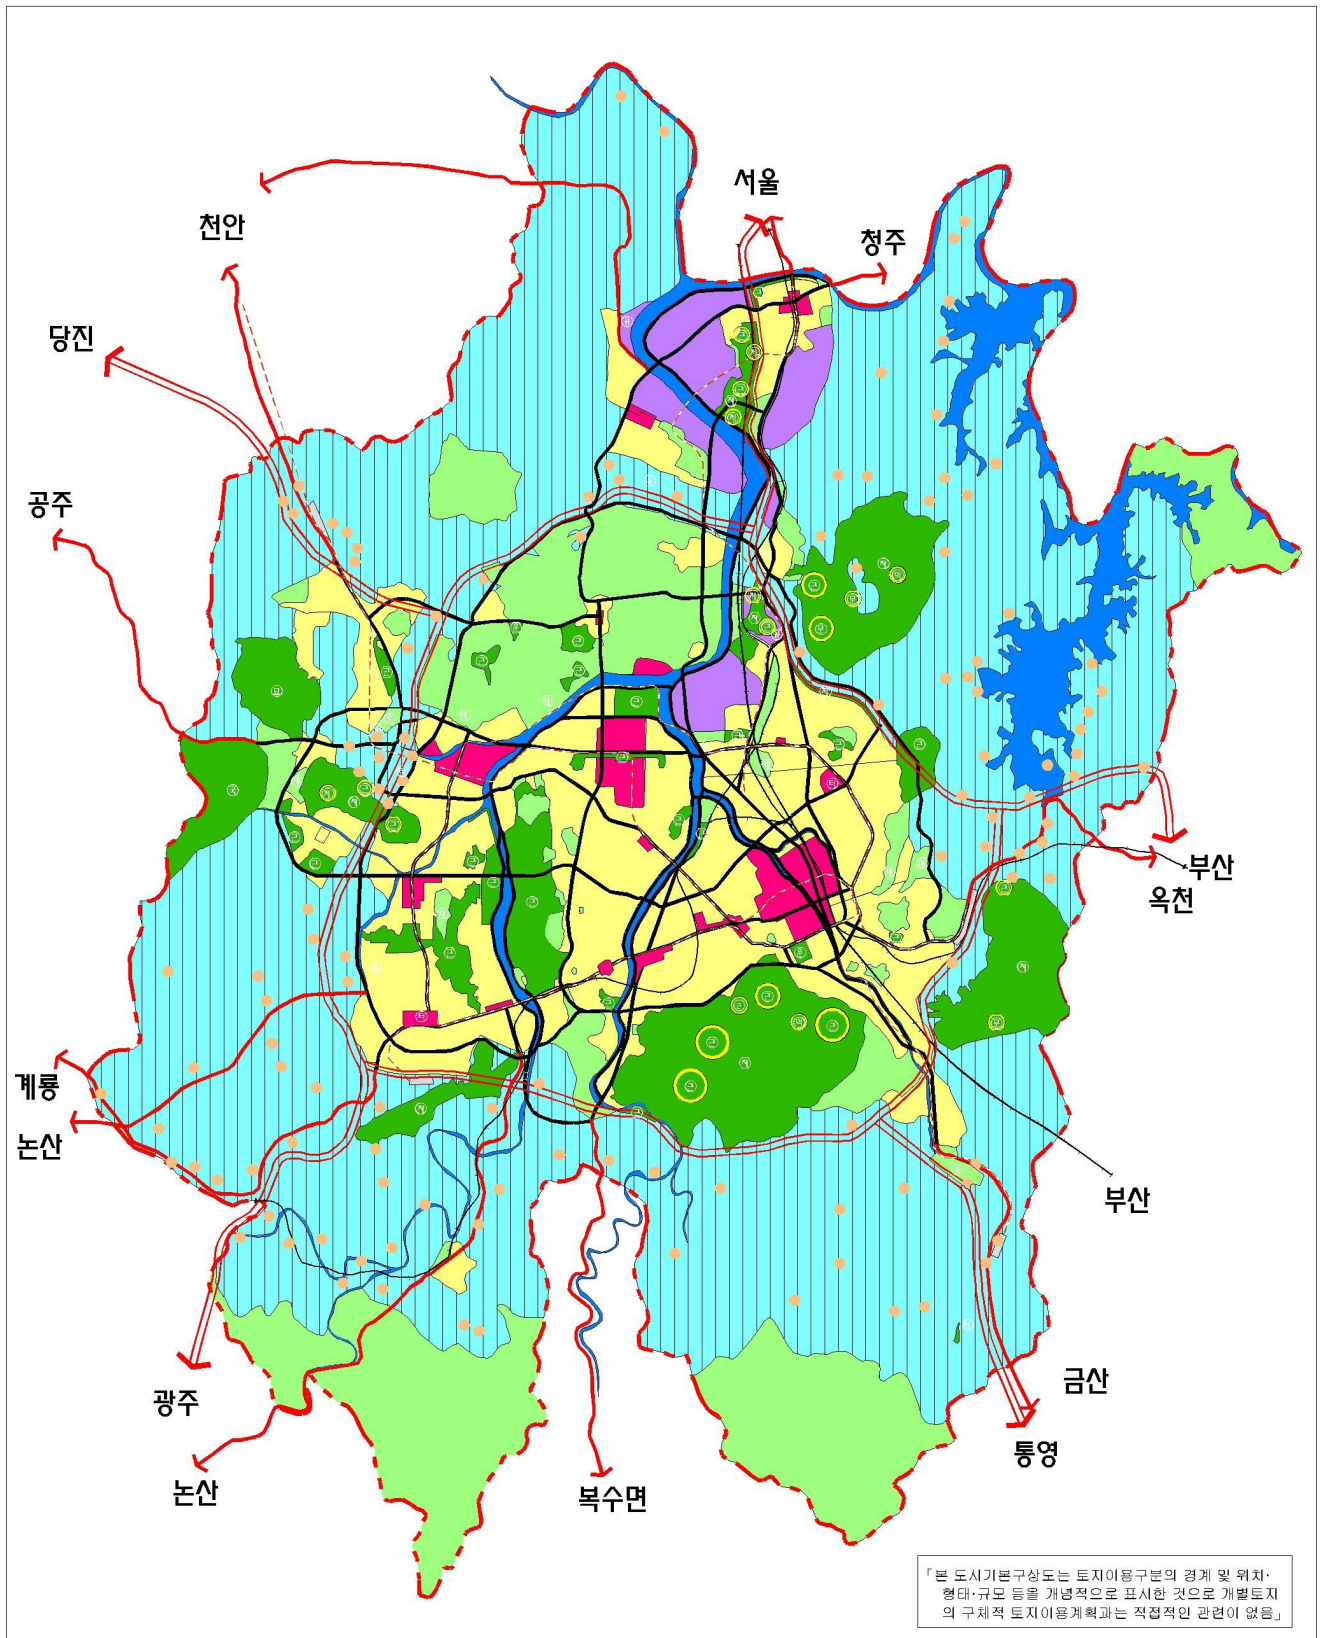 서울
천안
청주
당진
공주
부산
옥천
계룡
논산
부산
금산
광주
통영
논산
복수면
「본 도시기본구상도는 토지이용구분의 경계 및 위치·
형태·규모 등을 개념적으로 표시한 것으로 개별토지
의 구체적 토지이용계획과는 직접적인 관련이 없음」